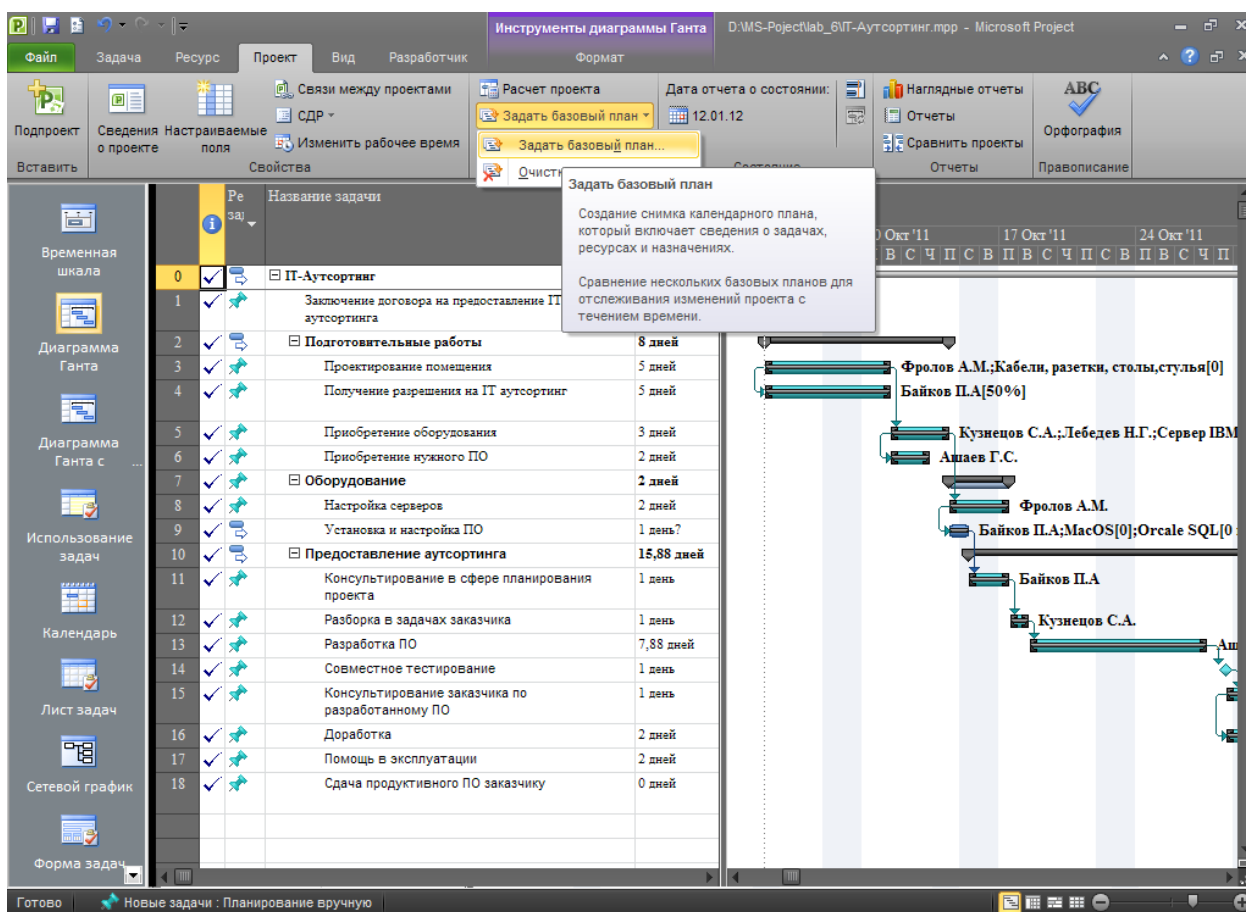 Инструменты диаграммы Ганта
D:\MS-Poject\lab_6\IT-Аутсортинг.mpp - Microsoft Project
Файл Задача Ресурс Проект Вид Разработчик Формат
Подпроект
Вставить
Сведения о проекте
Настраиваемые поля
Связи между проектами
СДР
Изменить рабочее время
Свойства
Расчет проекта
Задать базовый план
Задать базовый план...
Дата отчета о состоянии:
12.01.12
Наглядные отчеты
Отчеты
Сравнить проекты
Отчеты
ABC
Орфография
Правописание
Задать базовый план
Создание снимка календарного плана,
который включает сведения о задачах,
ресурсах и назначениях.
Сравнение нескольких базовых планов для
отслеживания изменений проекта с
течением времени.
Временная
шкала
Диаграмма
Ганта
Диаграмма
Ганта с ...
Использование
задач
Календарь
Лист задач
Сетевой график
Форма задач
Название задачи
Окт '11 17 Окт '11 24 Окт '11
В С Ч П С В П В С Ч П С В П В С Ч П
0 IT-Аутсортинг
1 Заключение договора на предоставление IT
аутсортинга
2 Подготовительные работы 8 дней
3 Проектирование помещения 5 дней
Фролов А.М.;Кабели, разетки, столы,стулья[0]
4 Получение разрешения на IT аутсортинг 5 дней
Байков П.А[50%]
5 Приобретение оборудования 3 дней
Кузнецов С.А.;Лебедев Н.Г.;Сервер IBM
6 Приобретение нужного ПО 2 дней
Ашаев Г.С.
7 Оборудование 2 дней
8 Настройка серверов 2 дней
Фролов А.М.
9 Установка и настройка ПО 1 день?
Байков П.А;MacOS[0];Orcale SQL[0
10 Предоставление аутсортинга 15,88 дней
11 Консультирование в сфере планирования
проекта 1 день
Байков П.А
12 Разборка в задачах заказчика 1 день
Кузнецов С.А.
13 Разработка ПО 7,88 дней
14 Совместное тестирование 1 день
15 Консультирование заказчика по
разработанному ПО 1 день
16 Доработка 2 дней
17 Помощь в эксплуатации 2 дней
18 Сдача продуктивного ПО заказчику 0 дней
Готово Новые задачи : Планирование вручную